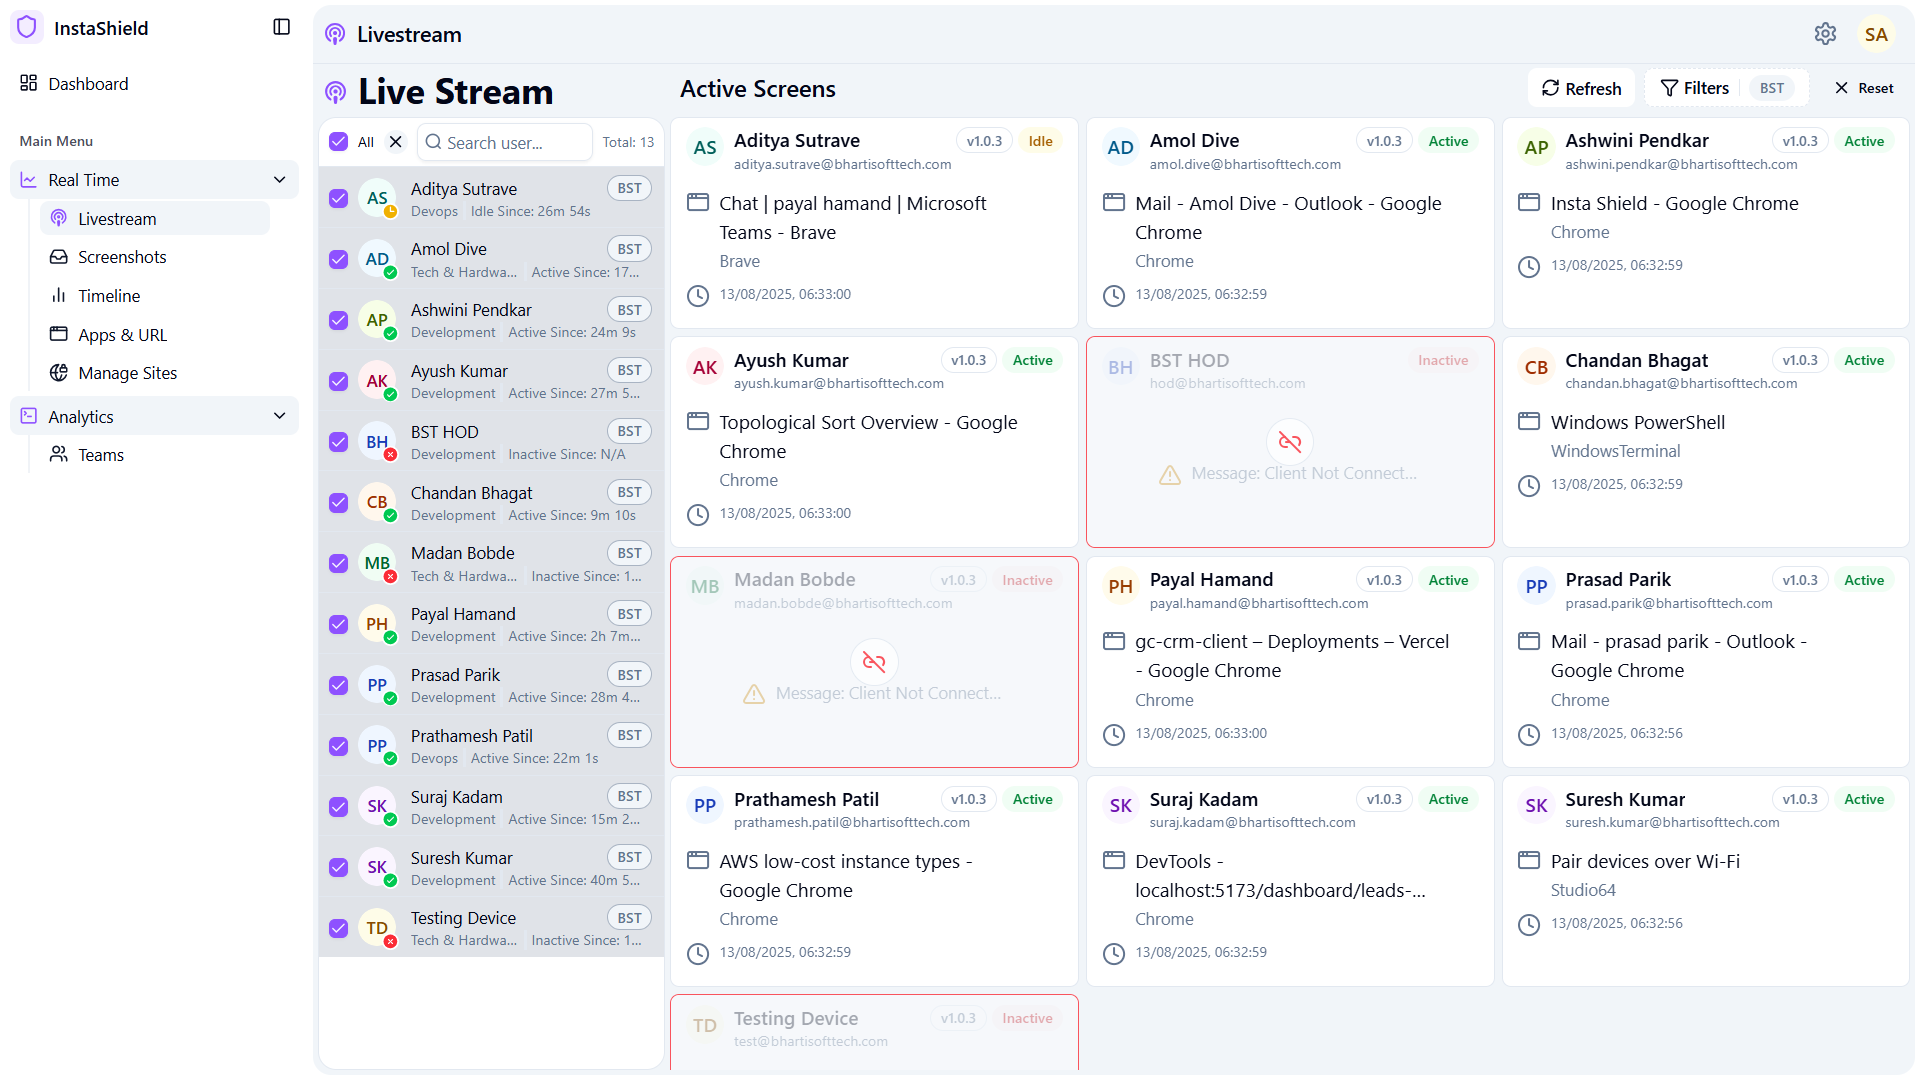 InstaShield
Dashboard
Main Menu
Real Time
Livestream
Screenshots
Timeline
Apps & URL
Manage Sites
Analytics
Teams
Livestream
SA
Live Stream
All
Search user...
Total: 13
AS
Aditya Sutrave
BST
Devops
Idle Since: 26m 54s
AD
Amol Dive
BST
Tech & Hardwa...
Active Since: 17...
AP
Ashwini Pendkar
BST
Development
Active Since: 24m 9s
AK
Ayush Kumar
BST
Development
Active Since: 27m 5...
BH
BST HOD
BST
Development
Inactive Since: N/A
CB
Chandan Bhagat
BST
Development
Active Since: 9m 10s
MB
Madan Bobde
BST
Tech & Hardwa...
Inactive Since: 1...
PH
Payal Hamand
BST
Development
Active Since: 2h 7m...
PP
Prasad Parik
BST
Development
Active Since: 28m 4...
PP
Prathamesh Patil
BST
Devops
Active Since: 22m 1s
SK
Suraj Kadam
BST
Development
Active Since: 15m 2...
SK
Suresh Kumar
BST
Development
Active Since: 40m 5...
TD
Testing Device
BST
Tech & Hardwa...
Inactive Since: 1...
Active Screens
Refresh
Filters
BST
Reset
AS
Aditya Sutrave
v1.0.3
Idle
aditya.sutrave@bhartisofttech.com
Chat | payal hamand | Microsoft
Teams - Brave
Brave
13/08/2025, 06:33:00
AD
Amol Dive
v1.0.3
Active
amol.dive@bhartisofttech.com
Mail - Amol Dive - Outlook - Google
Chrome
Chrome
13/08/2025, 06:32:59
AP
Ashwini Pendkar
v1.0.3
Active
ashwini.pendkar@bhartisofttech.com
Insta Shield - Google Chrome
Chrome
13/08/2025, 06:32:59
AK
Ayush Kumar
v1.0.3
Active
ayush.kumar@bhartisofttech.com
Topological Sort Overview - Google
Chrome
Chrome
13/08/2025, 06:33:00
BH
BST HOD
Inactive
hod@bhartisofttech.com
Message: Client Not Connect...
CB
Chandan Bhagat
v1.0.3
Active
chandan.bhagat@bhartisofttech.com
Windows PowerShell
WindowsTerminal
13/08/2025, 06:32:59
MB
Madan Bobde
v1.0.3
Inactive
madan.bobde@bhartisofttech.com
Message: Client Not Connect...
PH
Payal Hamand
v1.0.3
Active
payal.hamand@bhartisofttech.com
gc-crm-client – Deployments – Vercel
- Google Chrome
Chrome
13/08/2025, 06:33:00
PP
Prasad Parik
v1.0.3
Active
prasad.parik@bhartisofttech.com
Mail - prasad parik - Outlook -
Google Chrome
Chrome
13/08/2025, 06:32:56
PP
Prathamesh Patil
v1.0.3
Active
prathamesh.patil@bhartisofttech.com
AWS low-cost instance types -
Google Chrome
Chrome
13/08/2025, 06:32:59
SK
Suraj Kadam
v1.0.3
Active
suraj.kadam@bhartisofttech.com
DevTools -
localhost:5173/dashboard/leads-...
Chrome
13/08/2025, 06:32:59
SK
Suresh Kumar
v1.0.3
Active
suresh.kumar@bhartisofttech.com
Pair devices over Wi-Fi
Studio64
13/08/2025, 06:32:56
TD
Testing Device
v1.0.3
Inactive
test@bhartisofttech.com